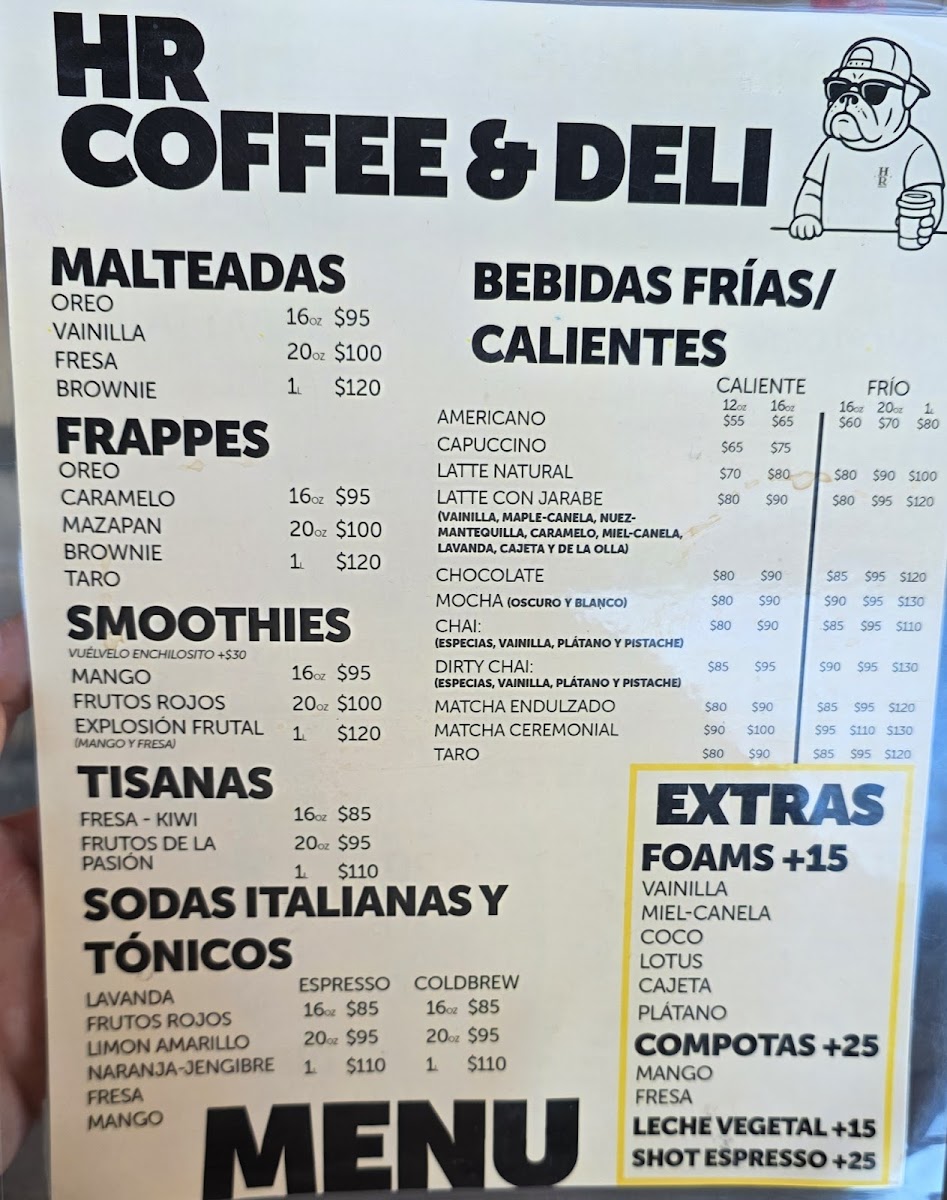 HR
COFFEE & DELI
H
R
MALTEADAS
OREO
VAINILLA
FRESA
BROWNIE
16oz $95
20oz $100
1L $120
FRAPPES
OREO
CARAMELO
MAZAPAN
BROWNIE
TARO
16oz $95
20oz $100
1L $120
SMOOTHIES
VUÉLVELO ENCHILOSITO +$30
MANGO
FRUTOS ROJOS
EXPLOSIÓN FRUTAL
(MANGO Y FRESA)
16oz $95
20oz $100
1L $120
TISANAS
FRESA - KIWI
FRUTOS DE LA
PASIÓN
16oz $85
20oz $95
1L $110
SODAS ITALIANAS Y
TÓNICOS
LAVANDA
FRUTOS ROJOS
LIMON AMARILLO
NARANJA-JENGIBRE
FRESA
MANGO
ESPRESSO COLDBREW
16oz $85 16oz $85
20oz $95 20oz $95
1L $110 1L $110
BEBIDAS FRÍAS/
CALIENTES
CALIENTE FRÍO
12oz 16oz 16oz 20oz 1L
AMERICANO $55 $65 $60 $70 $80
CAPUCCINO $65 $75
LATTE NATURAL $70 $80 $80 $90 $100
LATTE CON JARABE $80 $90 $80 $95 $120
(VAINILLA, MAPLE-CANELA, NUEZ-
MANTEQUILLA, CARAMELO, MIEL-CANELA,
LAVANDA, CAJETA Y DE LA OLLA)
CHOCOLATE $80 $90 $85 $95 $120
MOCHA (OSCURO Y BLANCO) $80 $90 $90 $95 $130
CHAI: $80 $90 $85 $95 $110
(ESPECIAS, VAINILLA, PLÁTANO Y PISTACHE)
DIRTY CHAI: $85 $95 $90 $95 $130
(ESPECIAS, VAINILLA, PLÁTANO Y PISTACHE)
MATCHA ENDULZADO $80 $90 $85 $95 $120
MATCHA CEREMONIAL $90 $100 $95 $110 $130
TARO $80 $90 $85 $95 $120
EXTRAS
FOAMS +15
VAINILLA
MIEL-CANELA
COCO
LOTUS
CAJETA
PLÁTANO
COMPOTAS +25
MANGO
FRESA
LECHE VEGETAL +15
SHOT ESPRESSO +25
MENU